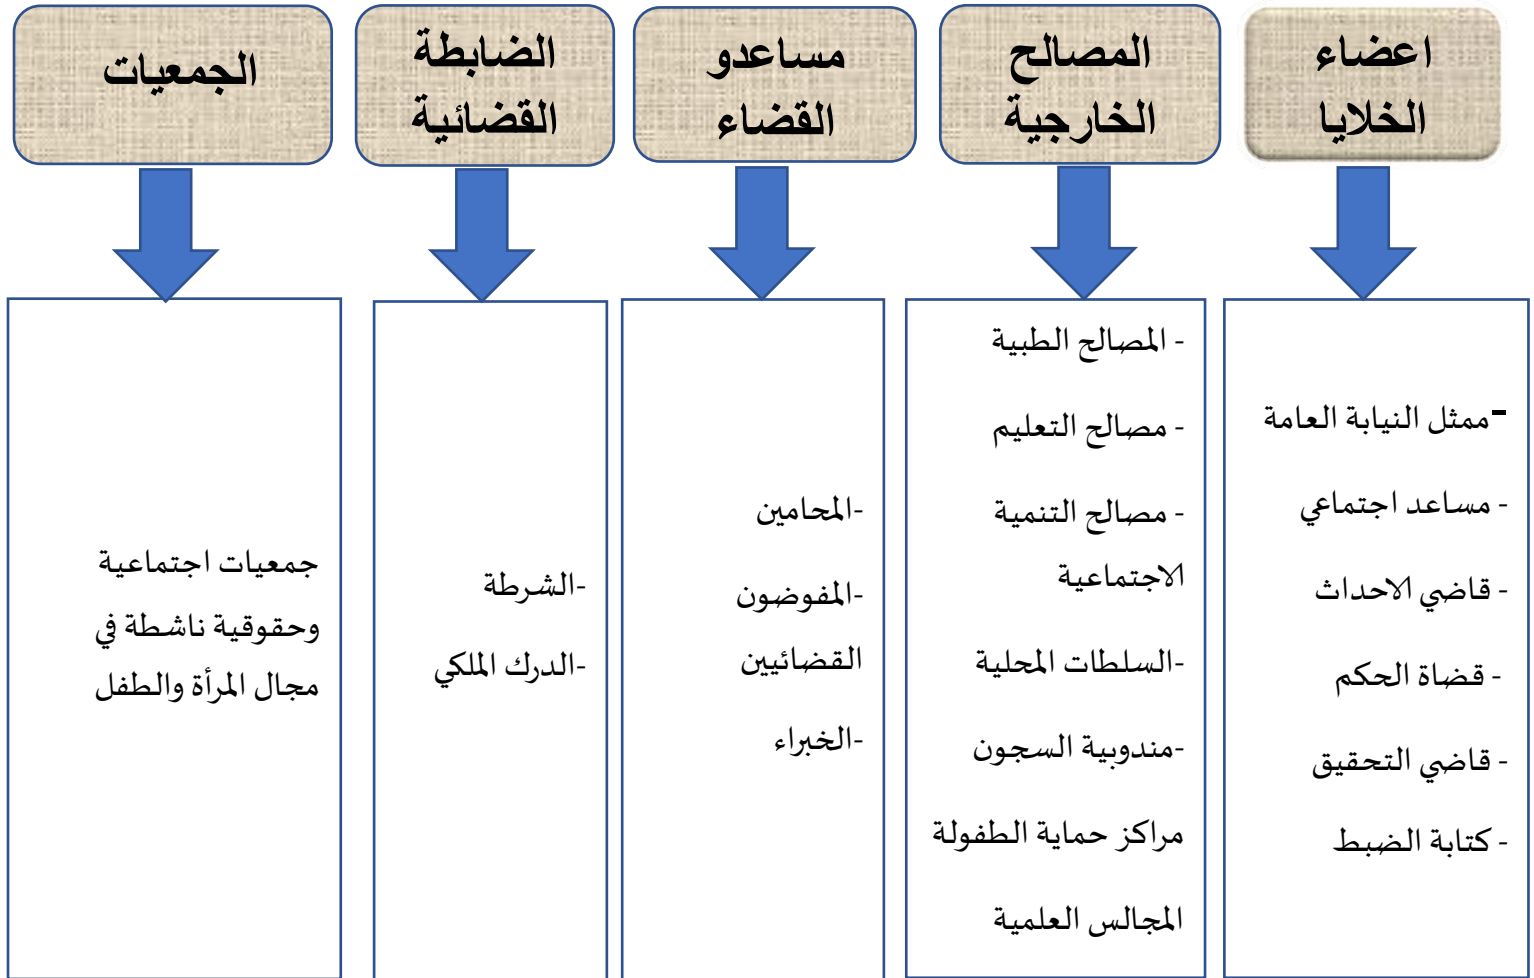 اعضاء
الخلايا
المصالح
الخارجية
مساعدو
القضاء
الضابطة
القضائية
الجمعيات
-ممثل النيابة العامة
- مساعد اجتماعي
- قاضي الاحداث
- قضاة الحكم
- قاضي التحقيق
- كتابة الضبط
- المصالح الطبية
- مصالح التعليم
- مصالح التنمية
الاجتماعية
-السلطات المحلية
-مندوبية السجون
مراكز حماية الطفولة
المجالس العلمية
-المحامين
-المفوضون
القضائيين
-الخبراء
-الشرطة
-الدرك الملكي
جمعيات اجتماعية
وحقوقية ناشطة في
مجال المرأة والطفل